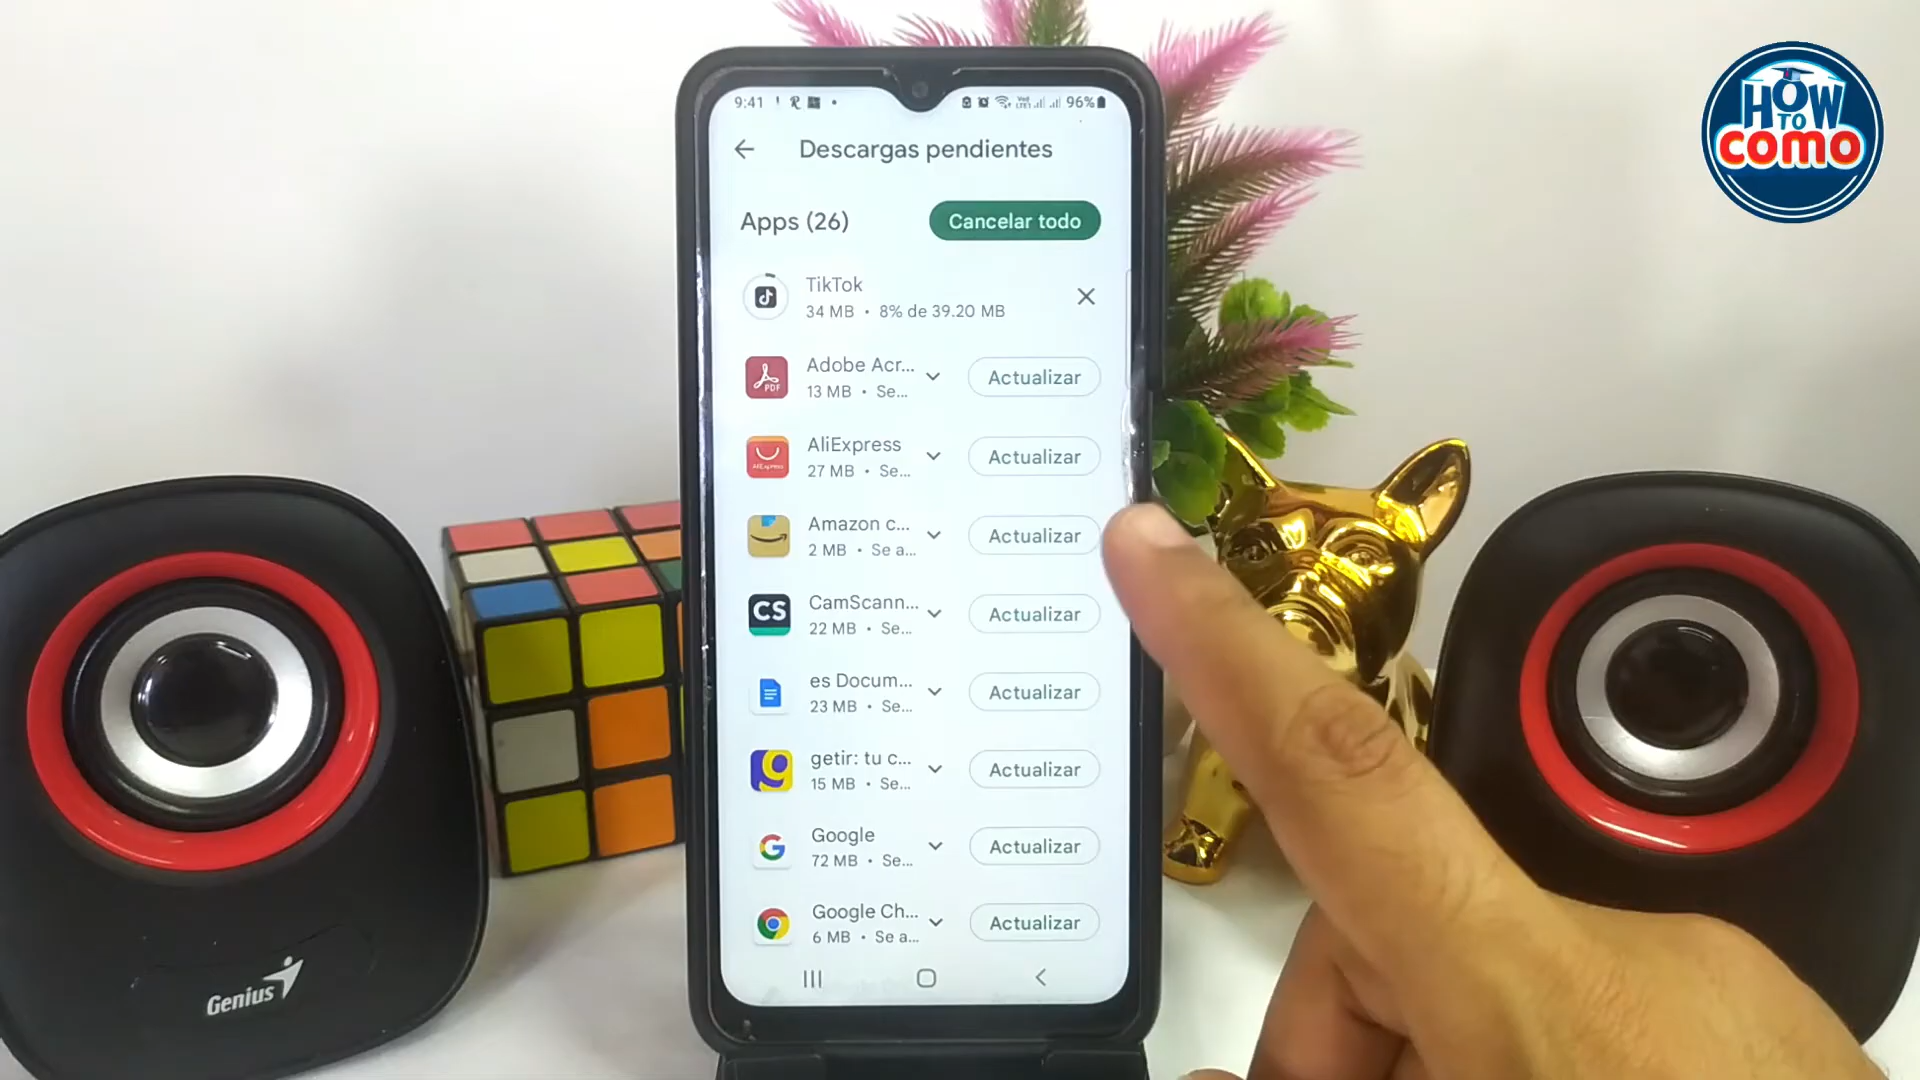 HOW
TO
COMO
9:41
96%
Descargas pendientes
Apps (26)
Cancelar todo
TikTok
34 MB • 8% de 39.20 MB
Adobe Acr...
13 MB • Se...
Actualizar
PDF
AliExpress
27 MB • Se...
Actualizar
AliExpress
Amazon c...
2 MB • Se a...
Actualizar
CS
CamScann...
22 MB • Se...
Actualizar
es Docum...
23 MB • Se...
Actualizar
getir: tu c...
15 MB • Se...
Actualizar
Google
72 MB • Se...
Actualizar
Google Ch...
6 MB • Se a...
Actualizar
Genius